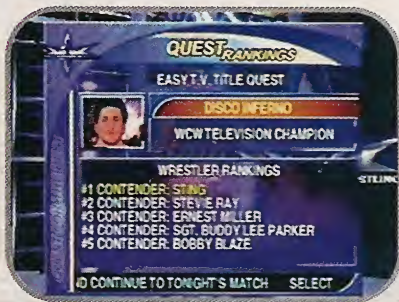 QUEST RANKINGS
EASY T.V. TITLE QUEST
DISCO INFERNO
WCW TELEVISION CHAMPION
WRESTLER RANKINGS
#1 CONTENDER: STING
#2 CONTENDER: STEVIE RAY
#3 CONTENDER: ERNEST MILLER
#4 CONTENDER: SGT. BUDDY LEE PARKER
#5 CONTENDER: BOBBY BLAZE
CONTINUE TO TONIGHT'S MATCH SELECT